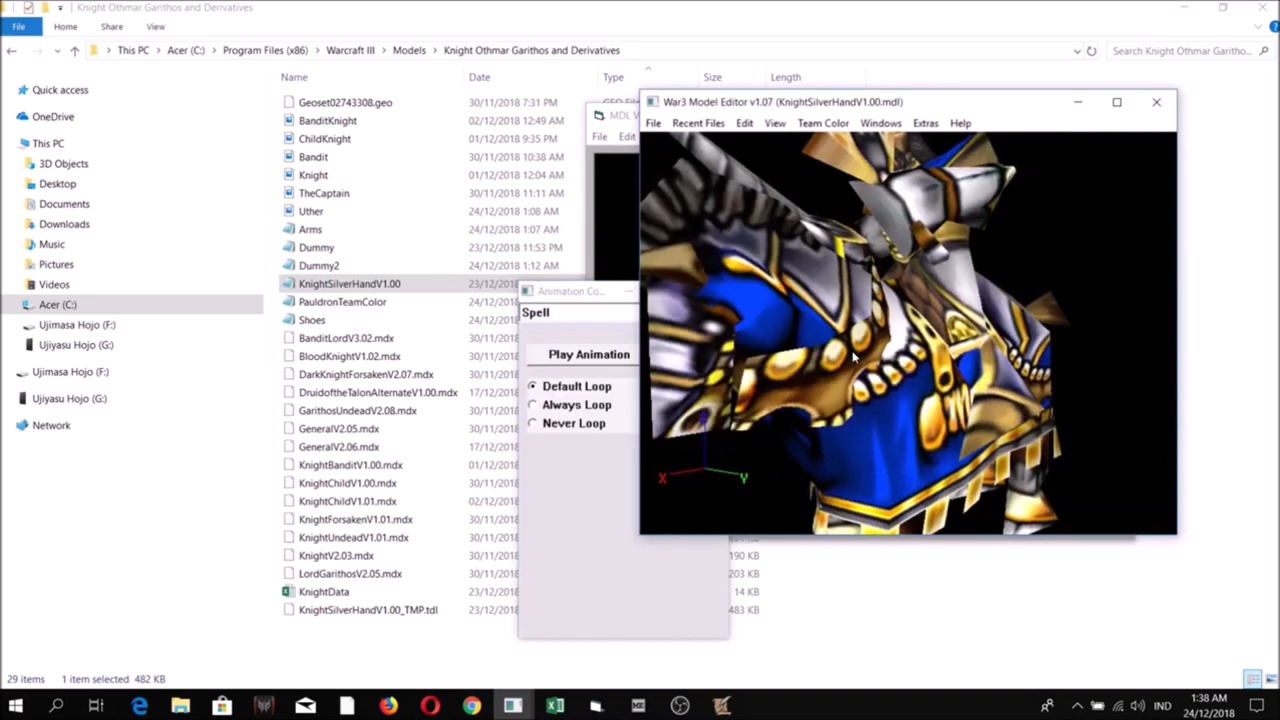 Knight Othmar Garithos and Derivatives
File Home Share View
This PC Acer (C:) Program Files (x86) Warcraft III Models Knight Othmar Garithos and Derivatives
Search Knight Othmar Garitho...
Quick access
OneDrive
This PC
3D Objects
Desktop
Documents
Downloads
Music
Pictures
Videos
Acer (C:)
Ujimasa Hojo (F:)
Ujiyasu Hojo (G:)
Ujimasa Hojo (F:)
Ujiyasu Hojo (G:)
Network
Name Date Type Size Length
Geoset02743308.geo 30/11/2018 7:31 PM
BanditKnight 02/12/2018 12:49 AM
ChildKnight 01/12/2018 9:35 PM
Bandit 30/11/2018 10:38 AM
Knight 01/12/2018 12:04 AM
TheCaptain 30/11/2018 11:11 AM
Uther 24/12/2018 1:08 AM
Arms 24/12/2018 1:07 AM
Dummy 23/12/2018 11:53 PM
Dummy2 24/12/2018 1:12 AM
KnightSilverHandV1.00 23/12/2018
PauldronTeamColor 24/12/2018
Shoes 24/12/2018
BanditLordV3.02.mdx 30/11/2018
BloodKnightV1.02.mdx 30/11/2018
DarkKnightForsakenV2.07.mdx 30/11/2018
DruidoftheTalonAlternateV1.00.mdx 17/12/2018
GarithosUndeadV2.08.mdx 30/11/2018
GeneralV2.05.mdx 30/11/2018
GeneralV2.06.mdx 17/12/2018
KnightBanditV1.00.mdx 01/12/2018
KnightChildV1.00.mdx 30/11/2018
KnightChildV1.01.mdx 02/12/2018
KnightForsakenV1.01.mdx 30/11/2018
KnightUndeadV1.01.mdx 30/11/2018
KnightV2.03.mdx 30/11/2018 190 KB
LordGarithosV2.05.mdx 30/11/2018 203 KB
KnightData 23/12/2018 14 KB
KnightSilverHandV1.00_TMP.tdl 23/12/2018 483 KB
MDL V
File Edit
Animation Co...
Spell
Play Animation
Default Loop
Always Loop
Never Loop
War3 Model Editor v1.07 (KnightSilverHandV1.00.mdl)
File Recent Files Edit View Team Color Windows Extras Help
X Y
29 items 1 item selected 482 KB
IND
1:38 AM
24/12/2018